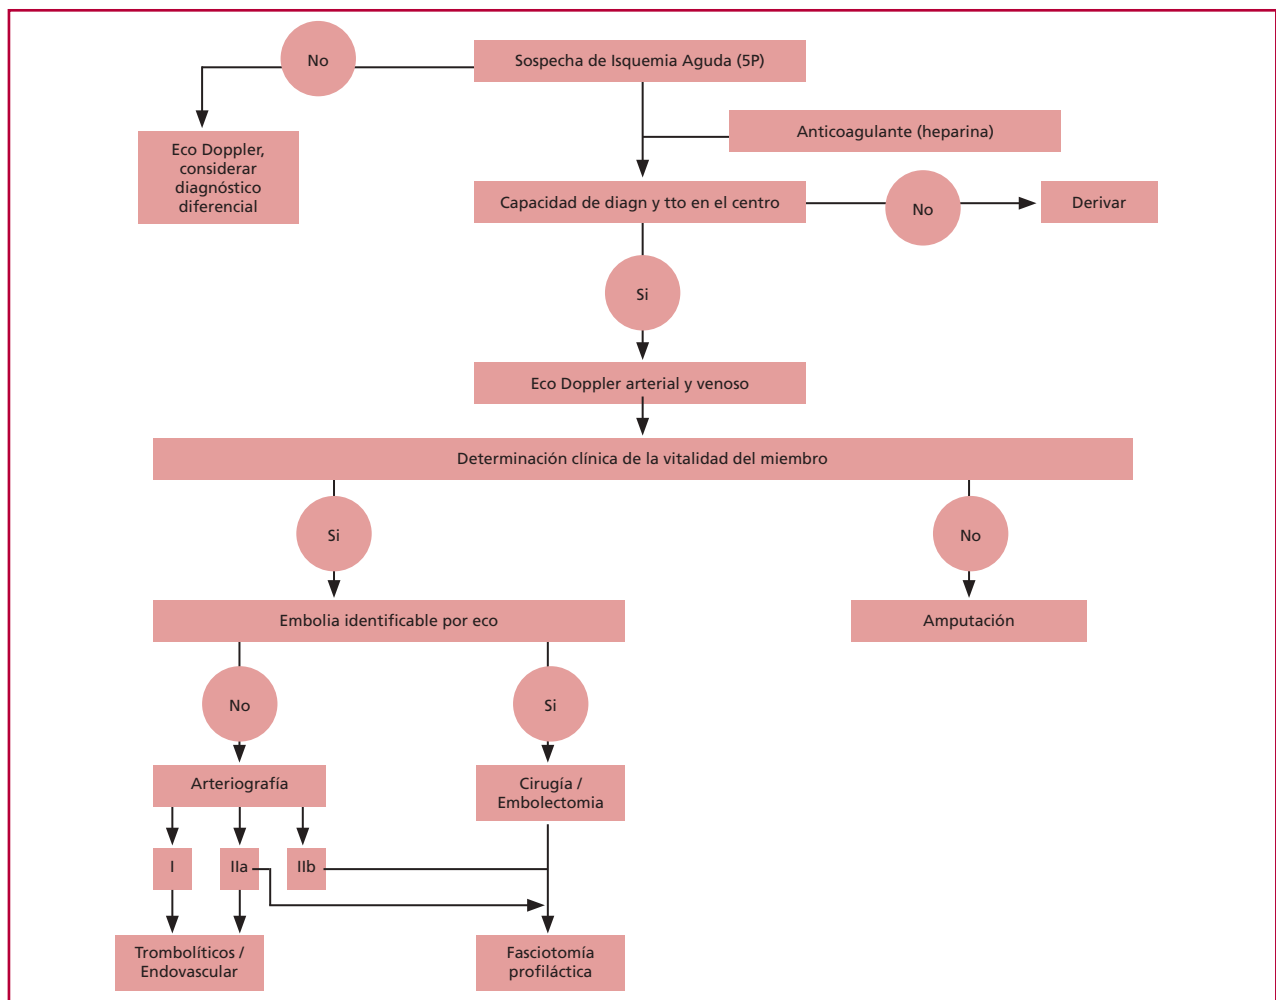 No
Sospecha de Isquemia Aguda (5P)
Anticoagulante (heparina)
Eco Doppler,
considerar
diagnóstico
diferencial
Capacidad de diagn y tto en el centro
No
Derivar
Si
Eco Doppler arterial y venoso
Determinación clínica de la vitalidad del miembro
Si
No
Embolia identificable por eco
Amputación
No
Si
Arteriografía
Cirugía /
Embolectomia
I
IIa
IIb
Trombolíticos /
Endovascular
Fasciotomía
profiláctica